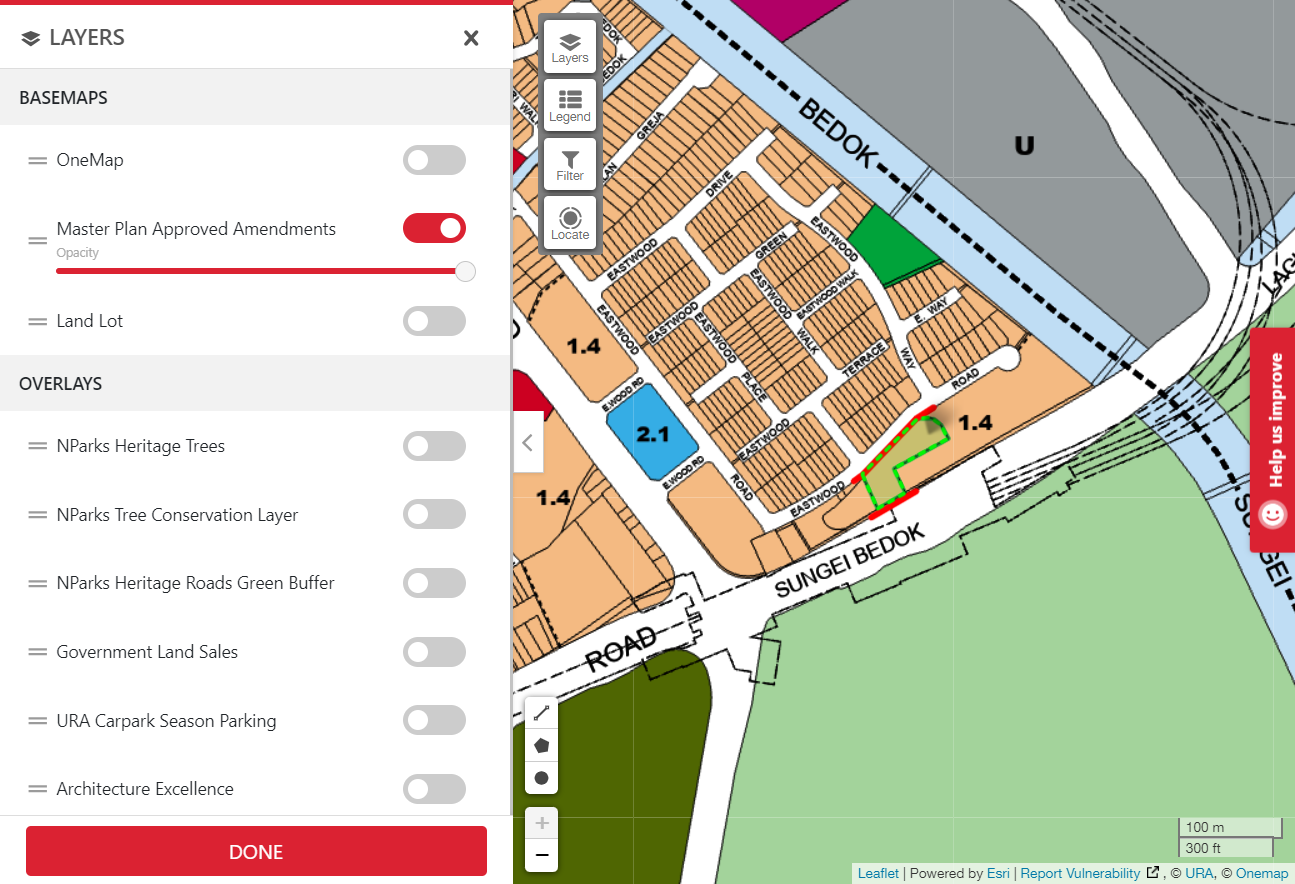 LAYERS
BASEMAPS
OneMap
Master Plan Approved Amendments
Opacity
Land Lot
OVERLAYS
NParks Heritage Trees
NParks Tree Conservation Layer
NParks Heritage Roads Green Buffer
Government Land Sales
URA Carpark Season Parking
Architecture Excellence
DONE
Layers
Legend
Filter
Locate
BEDOK
BEDOK
GREJA
BEDOK
U
DRIVE
EASTWOOD
GREEN
EASTWOOD
EASTWOOD
EASTWOOD WALK
E. WAY
EASTWOOD
EASTWOOD
EASTWOOD
WALK
TERRACE
WAY
ROAD
PLACE
1.4
E.WOOD RD
2.1
1.4
EASTWOOD
E.WOOD RD
ROAD
EASTWOOD
1.4
SUNGEI BEDOK
ROAD
Help us improve
100 m
300 ft
Leaflet | Powered by Esri | Report Vulnerability , © URA, © Onemap